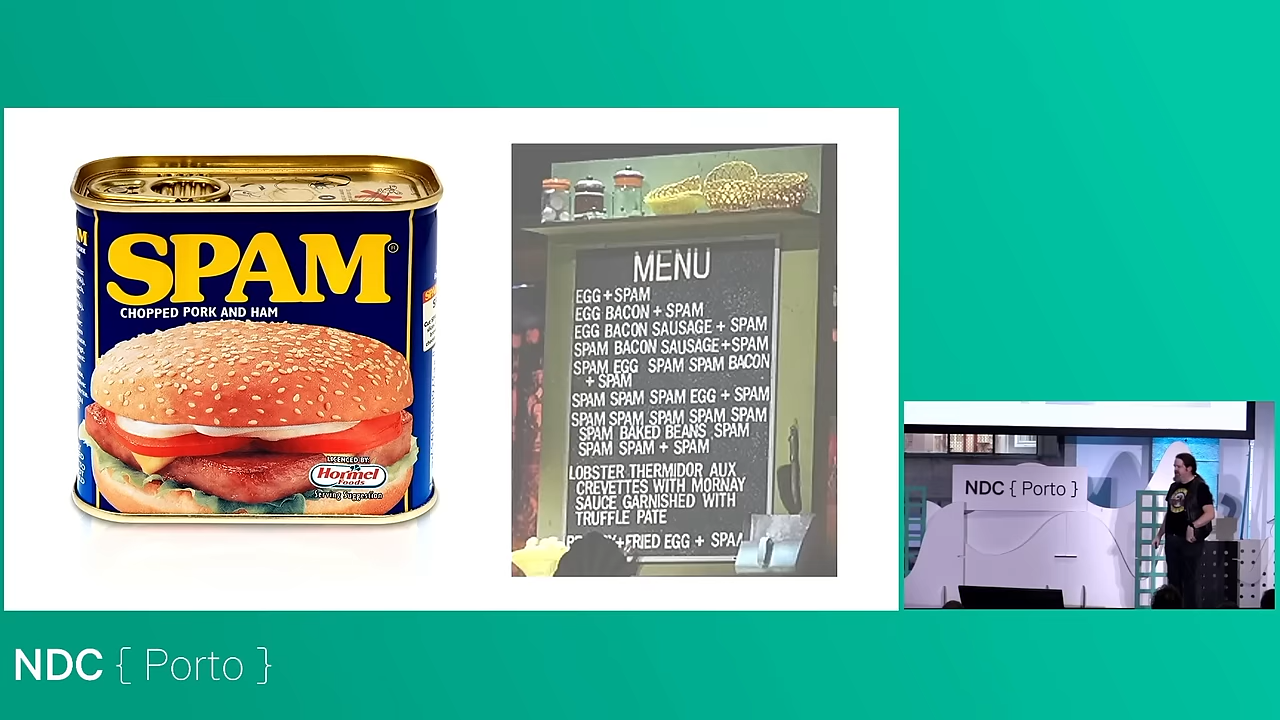 SPAM
CHOPPED PORK AND HAM
LICENCED BY:
Hormel
Foods
Serving Suggestion
MENU
EGG + SPAM
EGG BACON + SPAM
EGG BACON SAUSAGE + SPAM
SPAM BACON SAUSAGE + SPAM
SPAM EGG SPAM SPAM BACON
+ SPAM
SPAM SPAM SPAM EGG + SPAM
SPAM SPAM SPAM SPAM SPAM
SPAM BAKED BEANS SPAM
SPAM SPAM + SPAM
LOBSTER THERMIDOR AUX
CREVETTES WITH MORNAY
SAUCE GARNISHED WITH
TRUFFLE PATE
+ FRIED EGG +
NDC { Porto }
NDC { Porto }